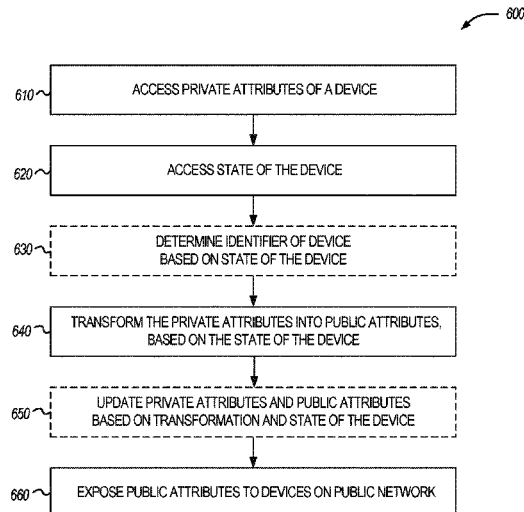 600
610
ACCESS PRIVATE ATTRIBUTES OF A DEVICE
620
ACCESS STATE OF THE DEVICE
630
DETERMINE IDENTIFIER OF DEVICE
BASED ON STATE OF THE DEVICE
640
TRANSFORM THE PRIVATE ATTRIBUTES INTO PUBLIC ATTRIBUTES,
BASED ON THE STATE OF THE DEVICE
650
UPDATE PRIVATE ATTRIBUTES AND PUBLIC ATTRIBUTES
BASED ON TRANSFORMATION AND STATE OF THE DEVICE
660
EXPOSE PUBLIC ATTRIBUTES TO DEVICES ON PUBLIC NETWORK